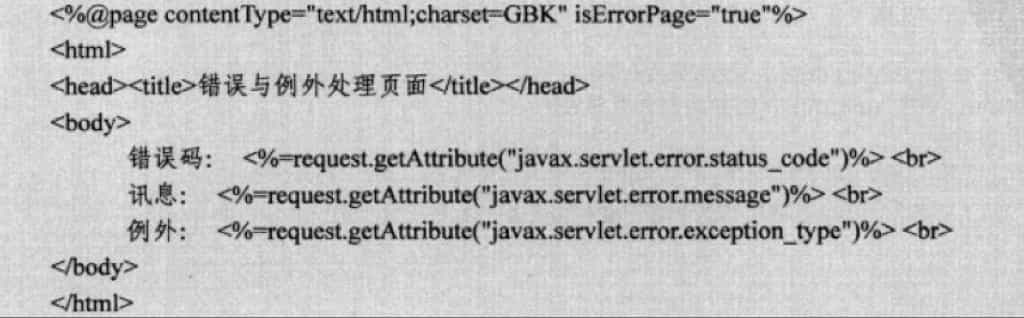 <%@page contentType="text/html;charset=GBK" isErrorPage="true"%>
<html>
<head><title>错误与例外处理页面</title></head>
<body>
错误码： <%=request.getAttribute("javax.servlet.error.status_code")%> <br>
讯息： <%=request.getAttribute("javax.servlet.error.message")%> <br>
例外： <%=request.getAttribute("javax.servlet.error.exception_type")%> <br>
</body>
</html>